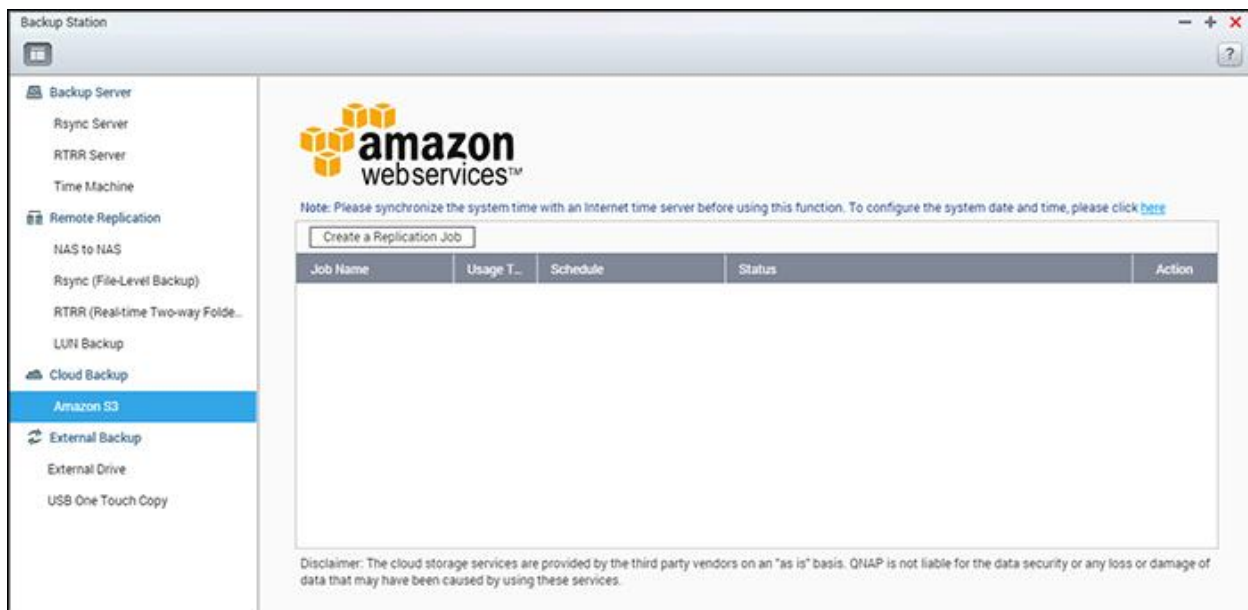 Backup Station
?
Backup Server
Rsync Server
RTRR Server
Time Machine
Remote Replication
NAS to NAS
Rsync (File-Level Backup)
RTRR (Real-time Two-way Folde...
LUN Backup
Cloud Backup
Amazon S3
External Backup
External Drive
USB One Touch Copy
amazon
webservices™
Note: Please synchronize the system time with an Internet time server before using this function. To configure the system date and time, please click here
Create a Replication Job
Job Name Usage T... Schedule Status Action
Disclaimer: The cloud storage services are provided by the third party vendors on an "as is" basis. QNAP is not liable for the data security or any loss or damage of
data that may have been caused by using these services.